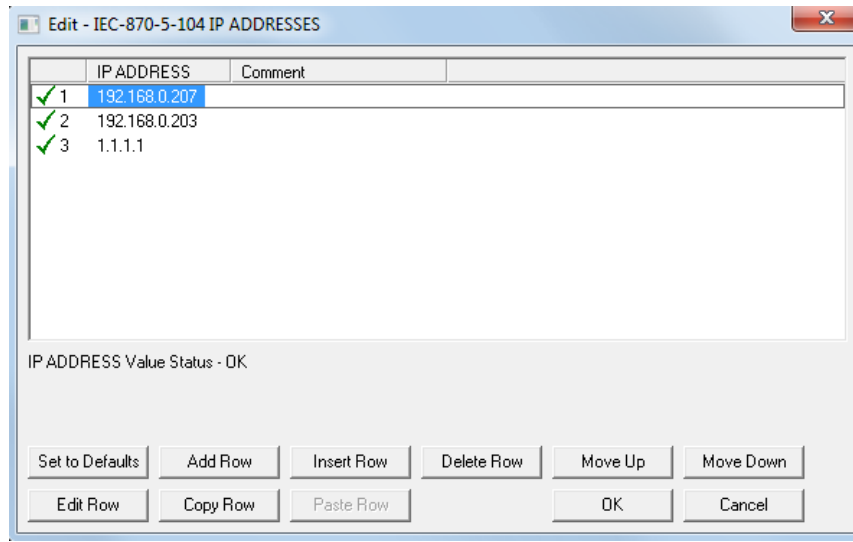 Edit - IEC-870-5-104 IP ADDRESSES
IP ADDRESS Comment
1 192.168.0.207
2 192.168.0.203
3 1.1.1.1
IP ADDRESS Value Status - OK
Set to Defaults Add Row Insert Row Delete Row Move Up Move Down
Edit Row Copy Row Paste Row OK Cancel